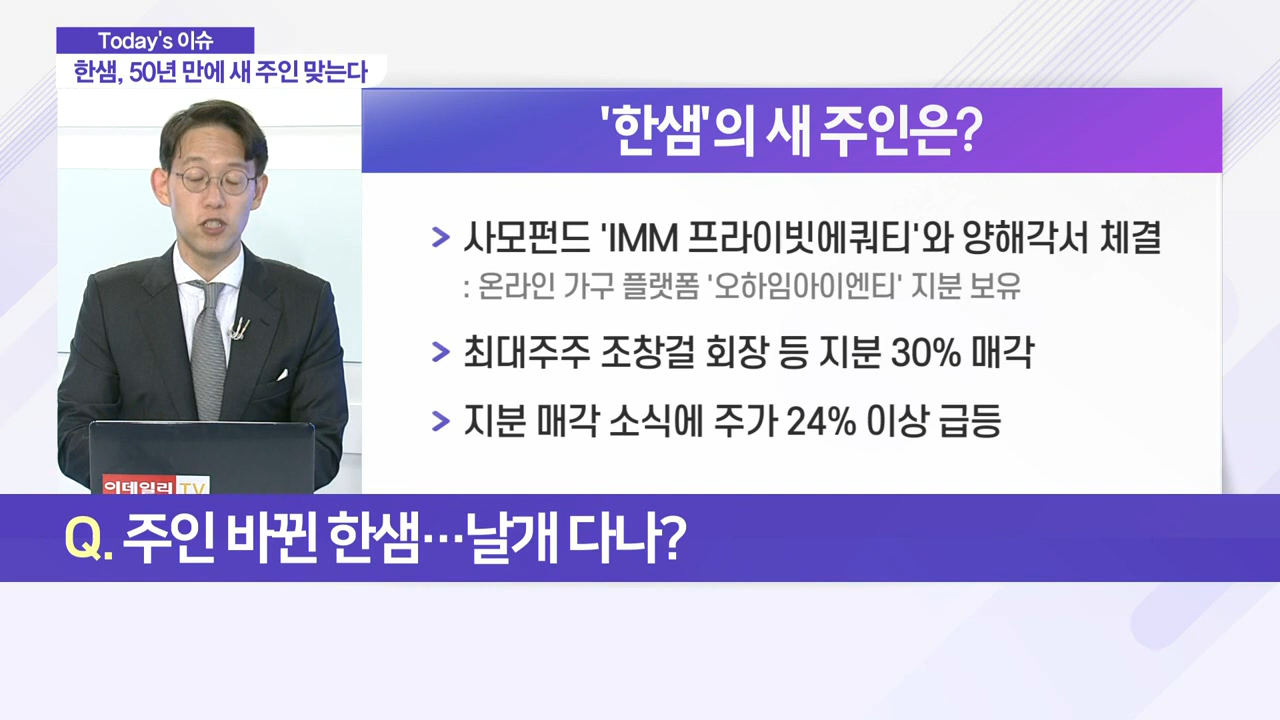 Today's 이슈
한샘, 50년 만에 새 주인 맞는다
'한샘'의 새 주인은?
> 사모펀드 'IMM 프라이빗에쿼티'와 양해각서 체결
: 온라인 가구 플랫폼 '오하임아이엔티' 지분 보유
> 최대주주 조창걸 회장 등 지분 30% 매각
> 지분 매각 소식에 주가 24% 이상 급등
이데일리 TV
Q. 주인 바뀐 한샘…날개 다나?